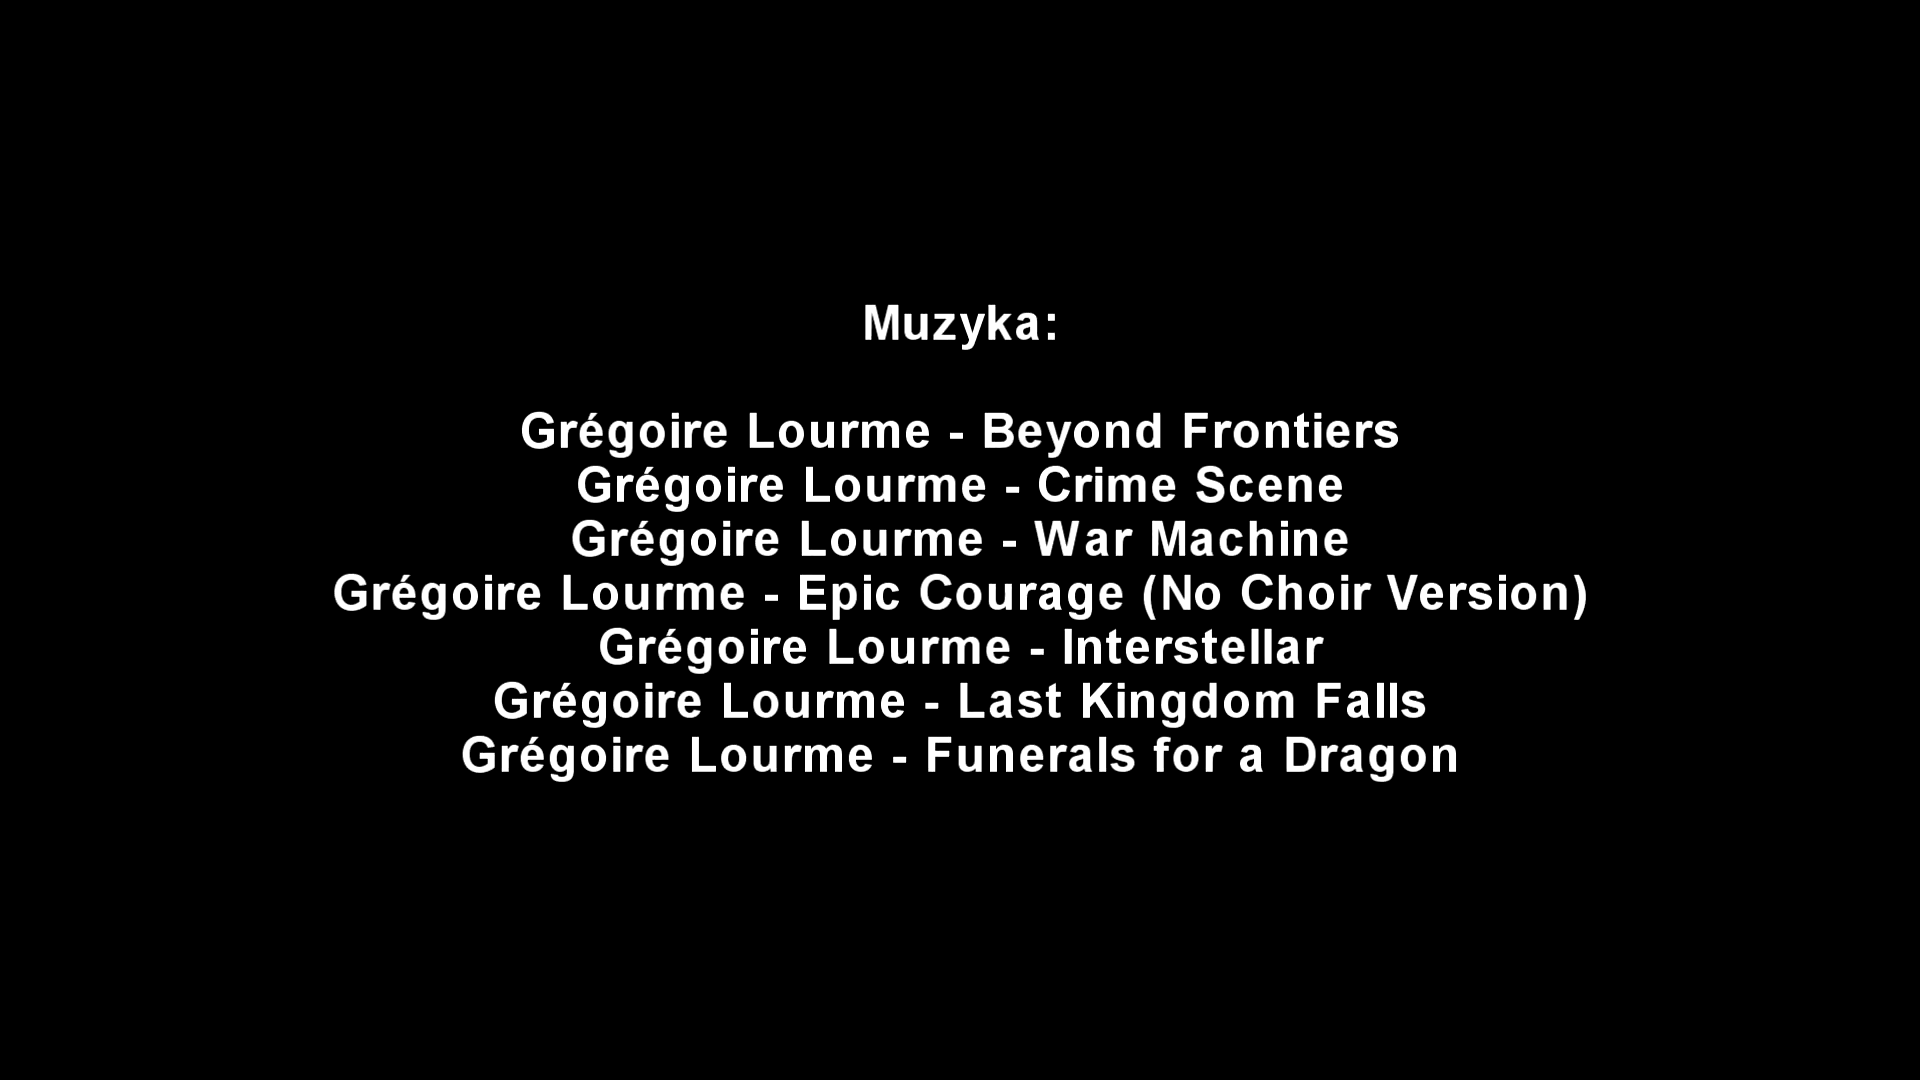 Muzyka:
Grégoire Lourme - Beyond Frontiers
Grégoire Lourme - Crime Scene
Grégoire Lourme - War Machine
Grégoire Lourme - Epic Courage (No Choir Version)
Grégoire Lourme - Interstellar
Grégoire Lourme - Last Kingdom Falls
Grégoire Lourme - Funerals for a Dragon